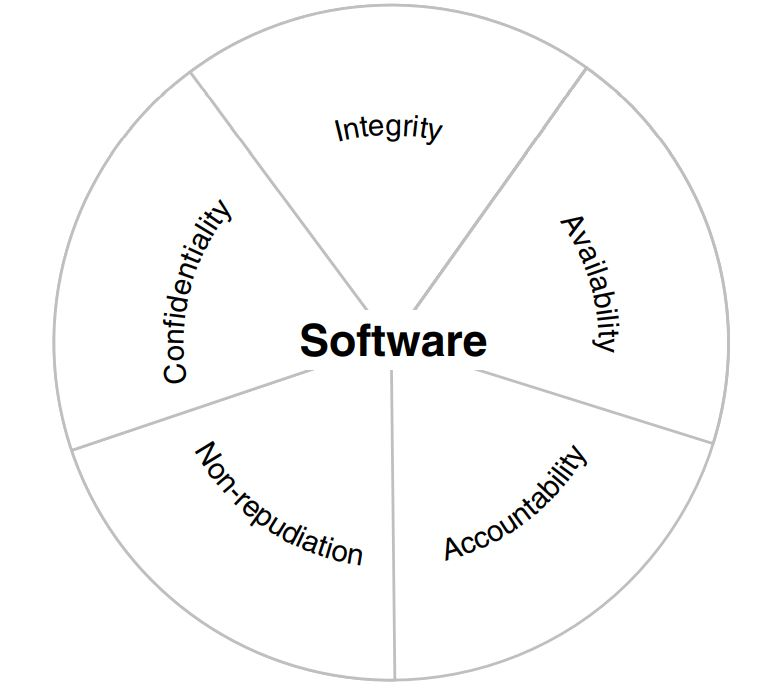 Integrity
Availability
Confidentiality
Software
Non-repudiation
Accountability